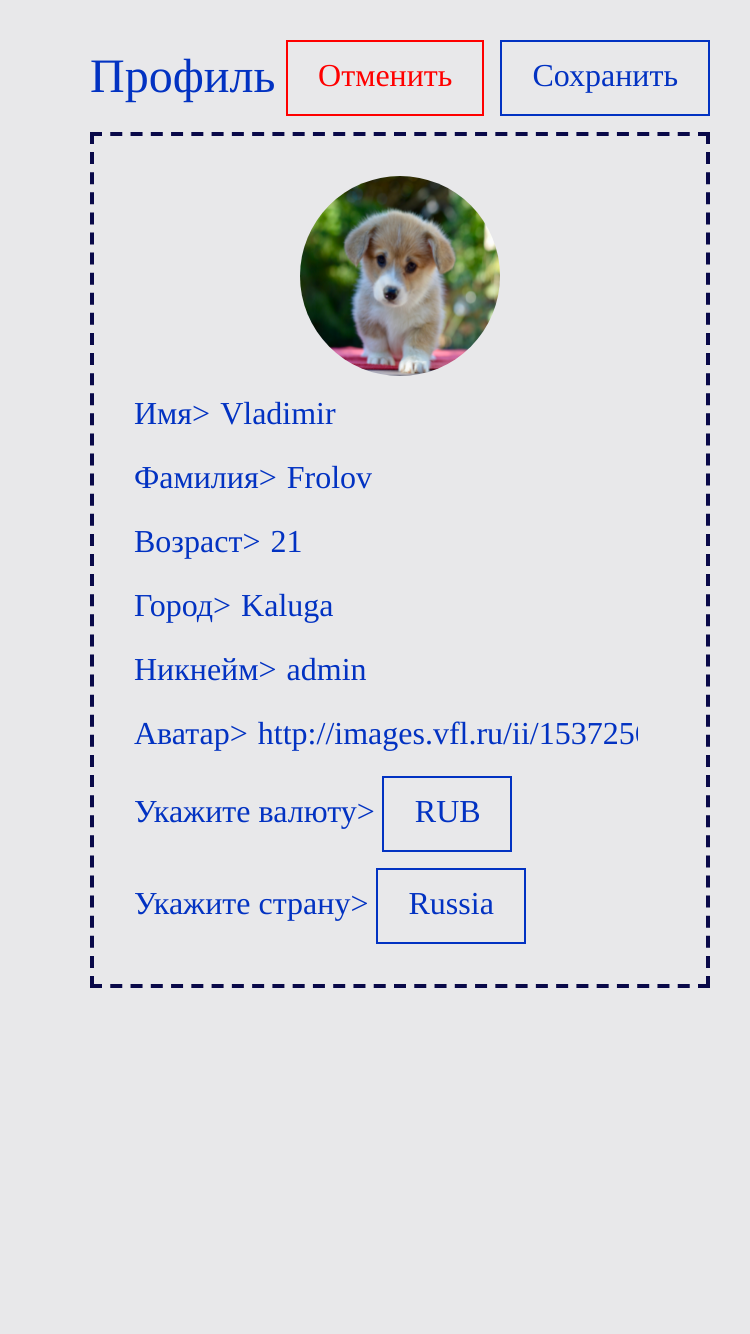 Профиль Отменить Сохранить
Имя> Vladimir
Фамилия> Frolov
Возраст> 21
Город> Kaluga
Никнейм> admin
Аватар> http://images.vfl.ru/ii/153725
Укажите валюту> RUB
Укажите страну> Russia